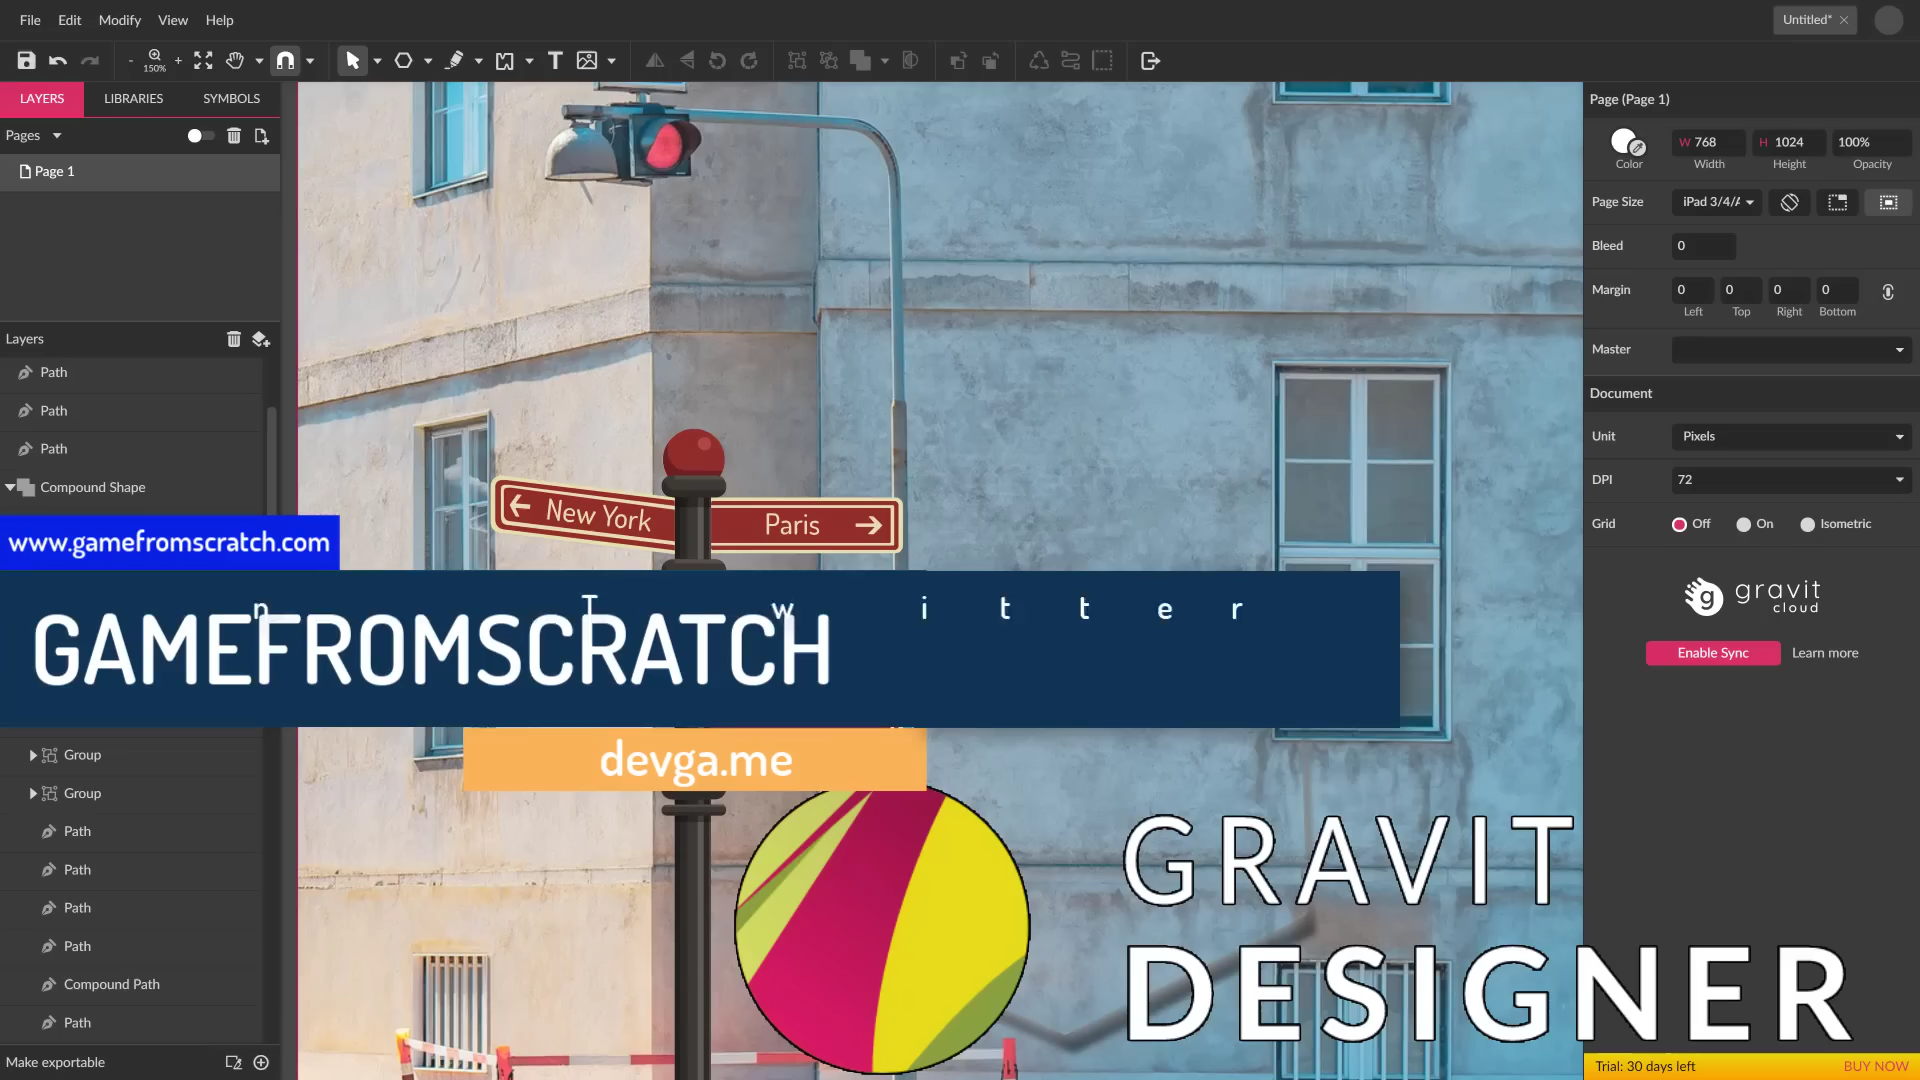 File Edit Modify View Help
Untitled*
- 150% +
LAYERS LIBRARIES SYMBOLS
Pages
Page 1
Layers
Path
Path
Path
Compound Shape
Group
Group
Path
Path
Path
Path
Compound Path
Path
Make exportable
New York
Paris
www.gamefromscratch.com
n T w i t t e r
GAMEFROMSCRATCH
devga.me
GRAVIT
DESIGNER
Page (Page 1)
W 768 H 1024 100%
Color Width Height Opacity
Page Size iPad 3/4/A
Bleed 0
Margin 0 0 0 0
Left Top Right Bottom
Master
Document
Unit Pixels
DPI 72
Grid Off On Isometric
gravit
cloud
Enable Sync Learn more
Trial: 30 days left BUY NOW